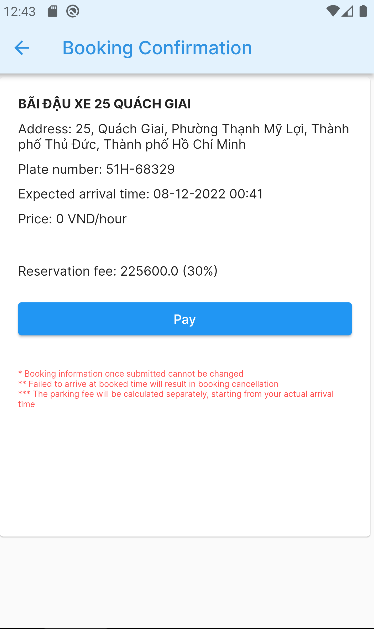 12:43
Booking Confirmation
BÃI ĐẬU XE 25 QUÁCH GIAI
Address: 25, Quách Giai, Phường Thạnh Mỹ Lợi, Thành
phố Thủ Đức, Thành phố Hồ Chí Minh
Plate number: 51H-68329
Expected arrival time: 08-12-2022 00:41
Price: 0 VND/hour
Reservation fee: 225600.0 (30%)
Pay
* Booking information once submitted cannot be changed
** Failed to arrive at booked time will result in booking cancellation
*** The parking fee will be calculated separately, starting from your actual arrival
time